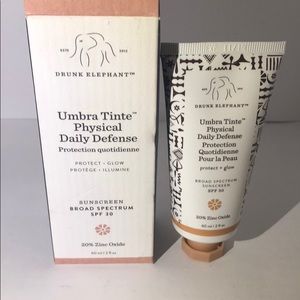 ESTD 2012
DRUNK ELEPHANT™
Umbra Tinte™
Physical
Daily Defense
Protection quotidienne
PROTECT • GLOW
PROTÈGE • ILLUMINE
SUNSCREEN
BROAD SPECTRUM
SPF 30
20% Zinc Oxide
60 ml / 2 fl oz
DRUNK ELEPHANT™
Umbra Tinte™
Physical
Daily Defense
Protection
Quotidienne
Pour la Peau
protect • glow
BROAD SPECTRUM
SUNSCREEN
SPF 30
20% Zinc Oxide
60 ml / 2 fl oz